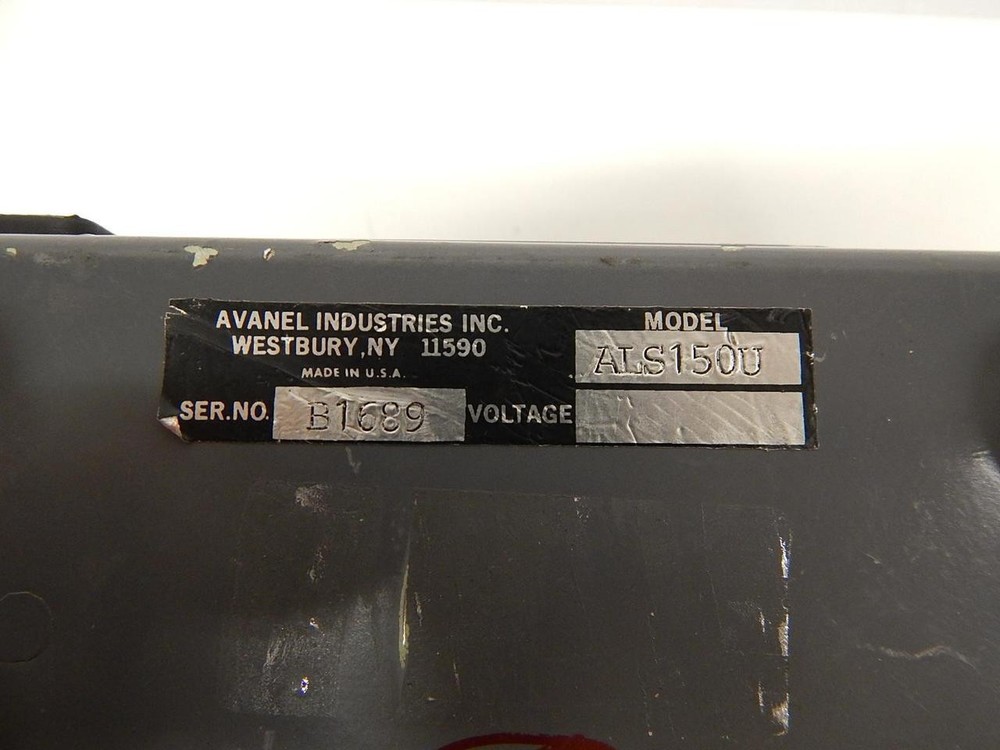 AVANEL INDUSTRIES INC.
WESTBURY, NY 11590
MADE IN U.S.A.
MODEL
ALS150U
SER.NO. B1689
VOLTAGE